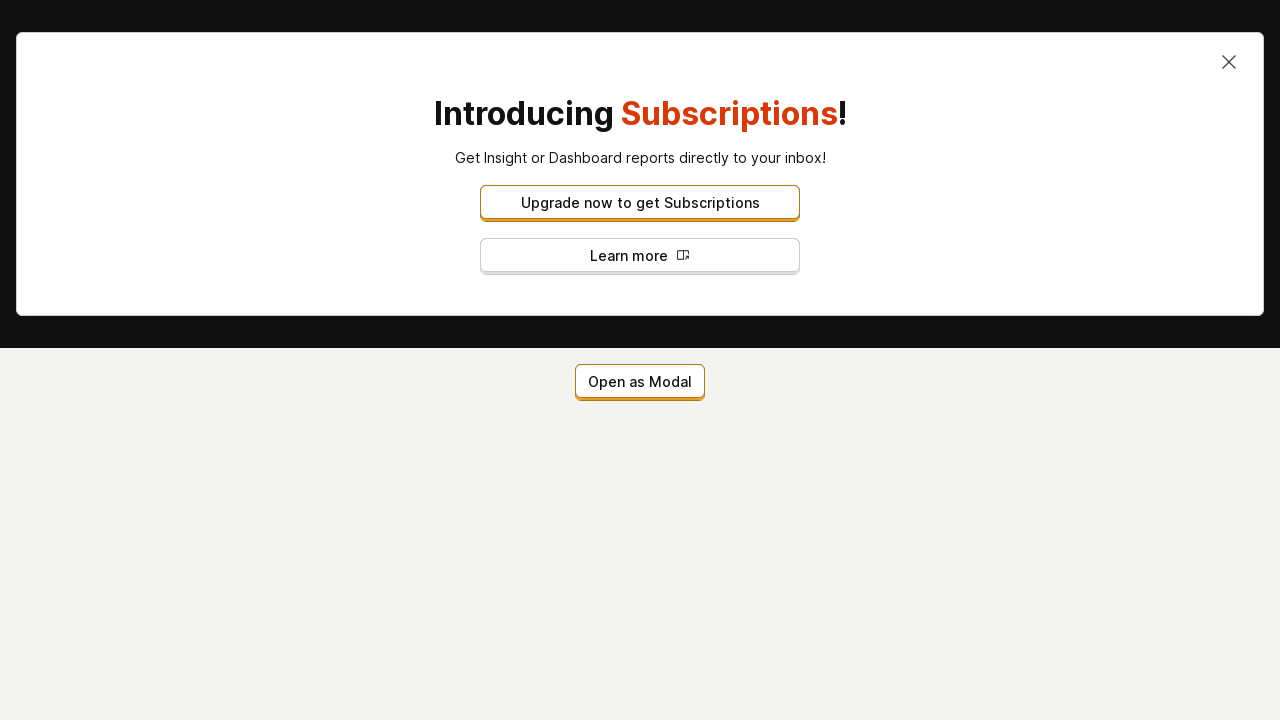 Introducing Subscriptions!
Get Insight or Dashboard reports directly to your inbox!
Upgrade now to get Subscriptions
Learn more
Open as Modal